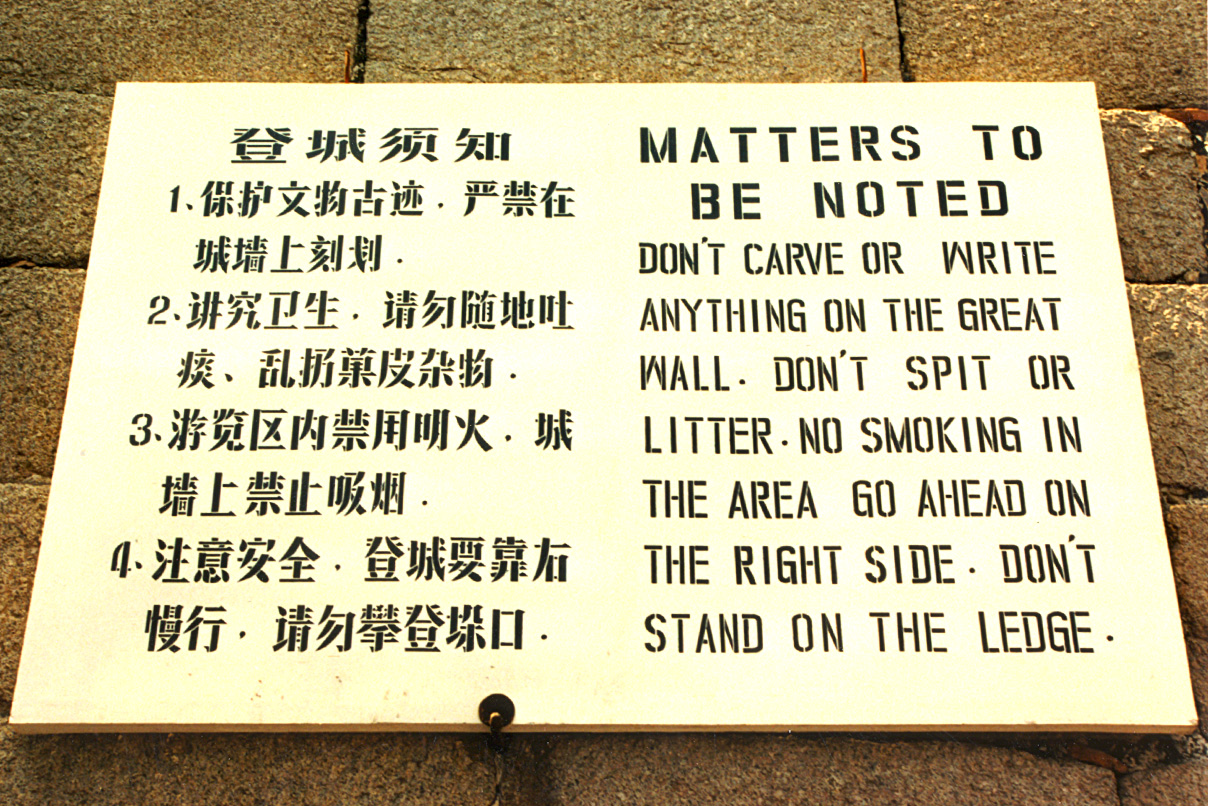 登城须知
1、保护文物古迹．严禁在
城墙上刻划．
2、讲究卫生．请勿随地吐
痰、乱扔菓皮杂物．
3、游览区内禁用明火．城
墙上禁止吸烟．
4、注意安全．登城要靠右
慢行．请勿攀登垛口．
MATTERS TO
BE NOTED
DON'T CARVE OR WRITE
ANYTHING ON THE GREAT
WALL. DON'T SPIT OR
LITTER. NO SMOKING IN
THE AREA GO AHEAD ON
THE RIGHT SIDE. DON'T
STAND ON THE LEDGE.